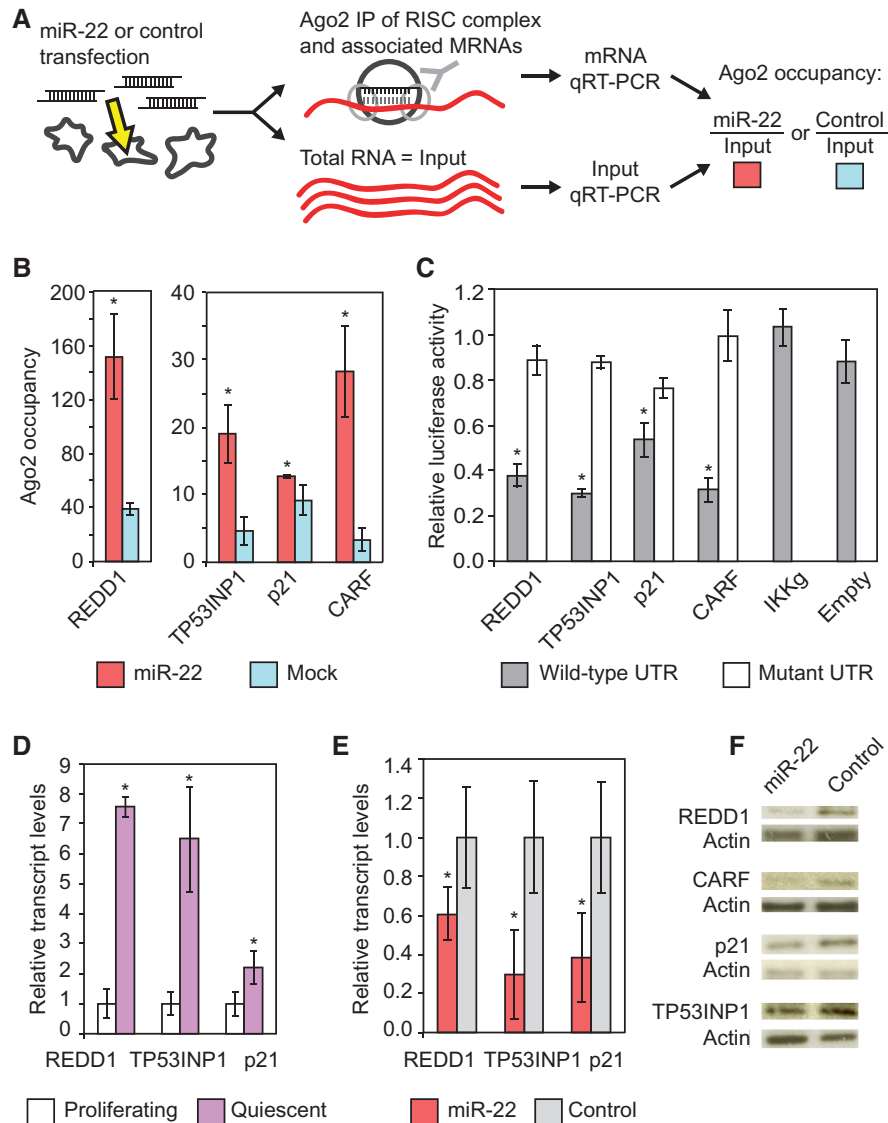 A
miR-22 or control
transfection
Ago2 IP of RISC complex
and associated MRNAs
mRNA
qRT-PCR
Total RNA = Input
Input
qRT-PCR
Ago2 occupancy:
miR-22
Input
or
Control
Input
B
Ago2 occupancy
200
160
140
80
40
0
*
REDD1
40
30
20
10
0
*
*
*
TP53INP1
p21
CARF
miR-22
Mock
C
Relative luciferase activity
1.2
1.0
0.8
0.6
0.4
0.2
0.0
*
*
*
*
REDD1
TP53INP1
p21
CARF
IKKg
Empty
Wild-type UTR
Mutant UTR
D
Relative transcript levels
9
8
7
6
5
4
3
2
1
0
*
*
*
REDD1
TP53INP1
p21
Proliferating
Quiescent
E
Relative transcript levels
1.4
1.2
1.0
0.8
0.6
0.4
0.2
0.0
*
*
*
REDD1
TP53INP1
p21
miR-22
Control
F
miR-22
Control
REDD1
Actin
CARF
Actin
p21
Actin
TP53INP1
Actin